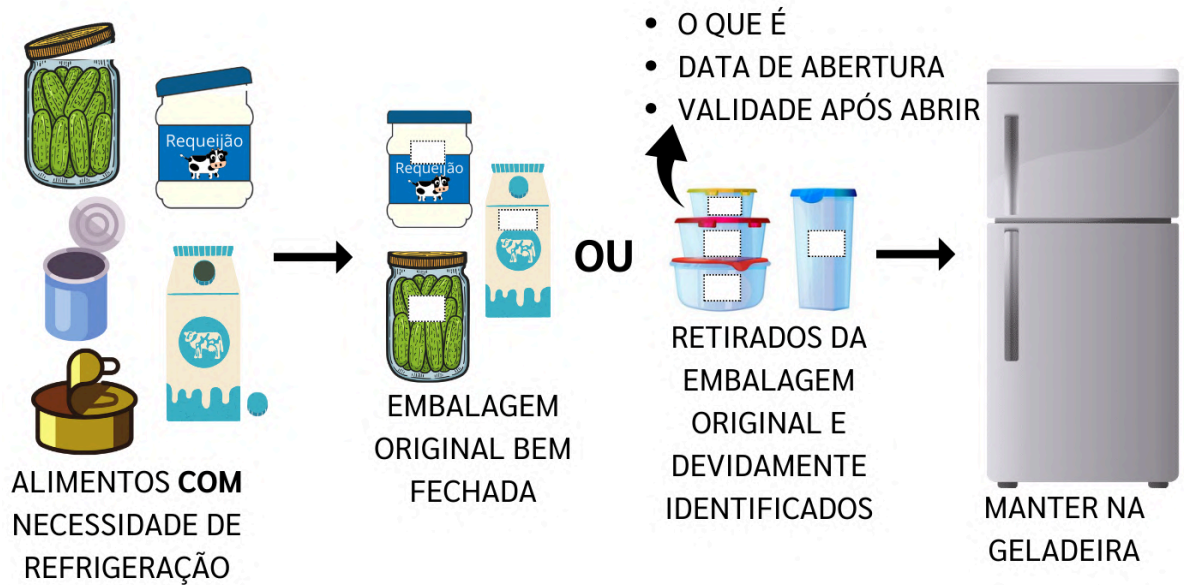 • O QUE É
• DATA DE ABERTURA
• VALIDADE APÓS ABRIR
Requeijão
Requeijão
OU
ALIMENTOS COM
NECESSIDADE DE
REFRIGERAÇÃO
EMBALAGEM
ORIGINAL BEM
FECHADA
RETIRADOS DA
EMBALAGEM
ORIGINAL E
DEVIDAMENTE
IDENTIFICADOS
MANTER NA
GELADEIRA